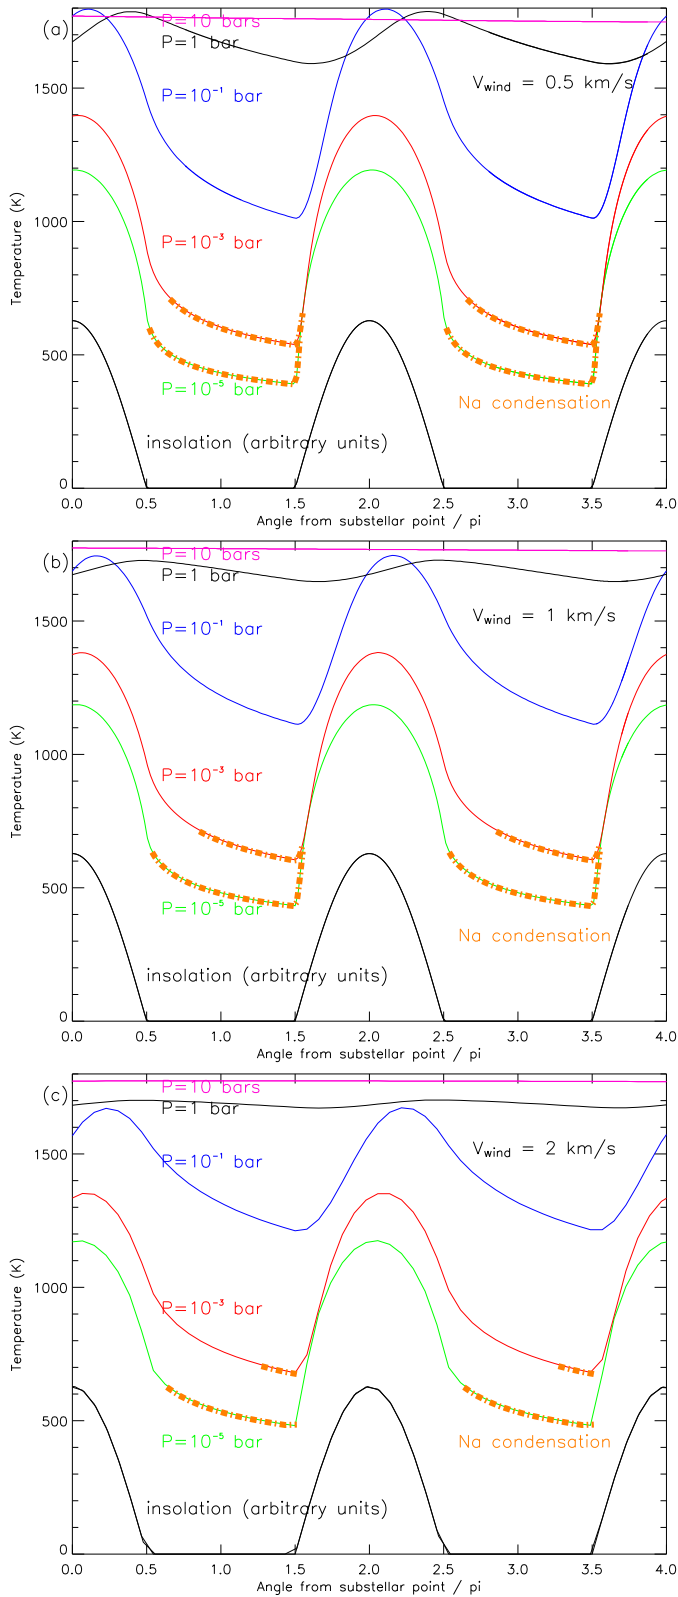 (a)
P=10 bars
P=1 bar
V_wind = 0.5 km/s
P=10⁻¹ bar
P=10⁻³ bar
P=10⁻⁵ bar
Na condensation
insolation (arbitrary units)
Temperature (K)
1500
1000
500
0
0.0 0.5 1.0 1.5 2.0 2.5 3.0 3.5 4.0
Angle from substellar point / pi
(b)
P=10 bars
P=1 bar
V_wind = 1 km/s
P=10⁻¹ bar
P=10⁻³ bar
P=10⁻⁵ bar
Na condensation
insolation (arbitrary units)
Temperature (K)
1500
1000
500
0
0.0 0.5 1.0 1.5 2.0 2.5 3.0 3.5 4.0
Angle from substellar point / pi
(c)
P=10 bars
P=1 bar
V_wind = 2 km/s
P=10⁻¹ bar
P=10⁻³ bar
P=10⁻⁵ bar
Na condensation
insolation (arbitrary units)
Temperature (K)
1500
1000
500
0
0.0 0.5 1.0 1.5 2.0 2.5 3.0 3.5 4.0
Angle from substellar point / pi